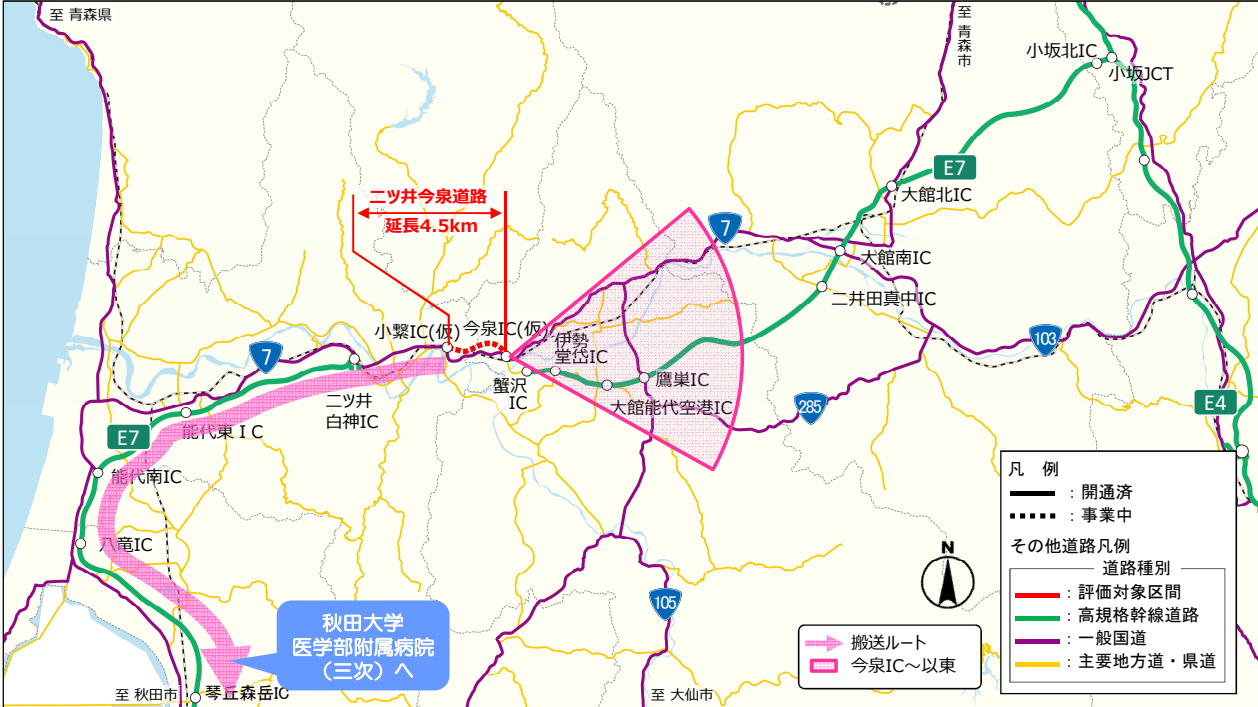 至 青森県
至
青
森
市
小坂北IC
小坂JCT
E7
大館北IC
二ツ井今泉道路
延長4.5km
7
大館南IC
二井田真中IC
小繋IC(仮)
今泉IC(仮)
伊勢
堂岱IC
103
7
蟹沢
IC
鷹巣IC
大館能代空港IC
285
二ツ井
白神IC
E4
能代東IC
E7
能代南IC
八竜IC
105
秋田大学
医学部附属病院
(三次)へ
至 秋田市
琴丘森岳IC
至 大仙市
N
搬送ルート
今泉IC~以東
凡 例
:開通済
:事業中
その他道路凡例
道路種別
:評価対象区間
:高規格幹線道路
:一般国道
:主要地方道・県道